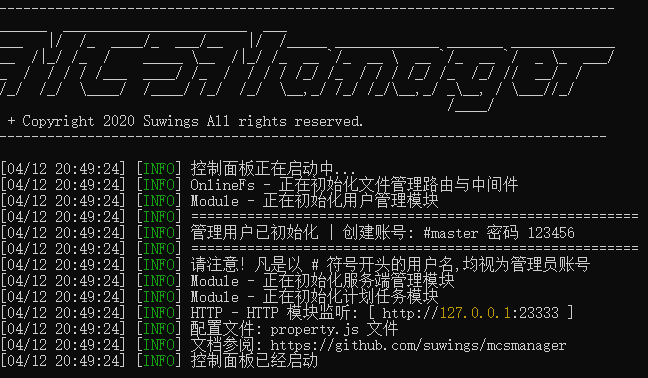 MCSManager
+ Copyright 2020 Suwings All rights reserved.
[04/12 20:49:24] [INFO] 控制面板正在启动中...
[04/12 20:49:24] [INFO] OnlineFs - 正在初始化文件管理路由与中间件
[04/12 20:49:24] [INFO] Module - 正在初始化用户管理模块
[04/12 20:49:24] [INFO] ========================================================
[04/12 20:49:24] [INFO] 管理用户已初始化 | 创建账号: #master 密码 123456
[04/12 20:49:24] [INFO] ========================================================
[04/12 20:49:24] [INFO] 请注意! 凡是以 # 符号开头的用户名,均视为管理员账号
[04/12 20:49:24] [INFO] Module - 正在初始化服务端管理模块
[04/12 20:49:24] [INFO] Module - 正在初始化计划任务模块
[04/12 20:49:24] [INFO] HTTP - HTTP 模块监听: [ http://127.0.0.1:23333 ]
[04/12 20:49:24] [INFO] 配置文件: property.js 文件
[04/12 20:49:24] [INFO] 文档参阅: https://github.com/suwings/mcsmanager
[04/12 20:49:24] [INFO] 控制面板已经启动